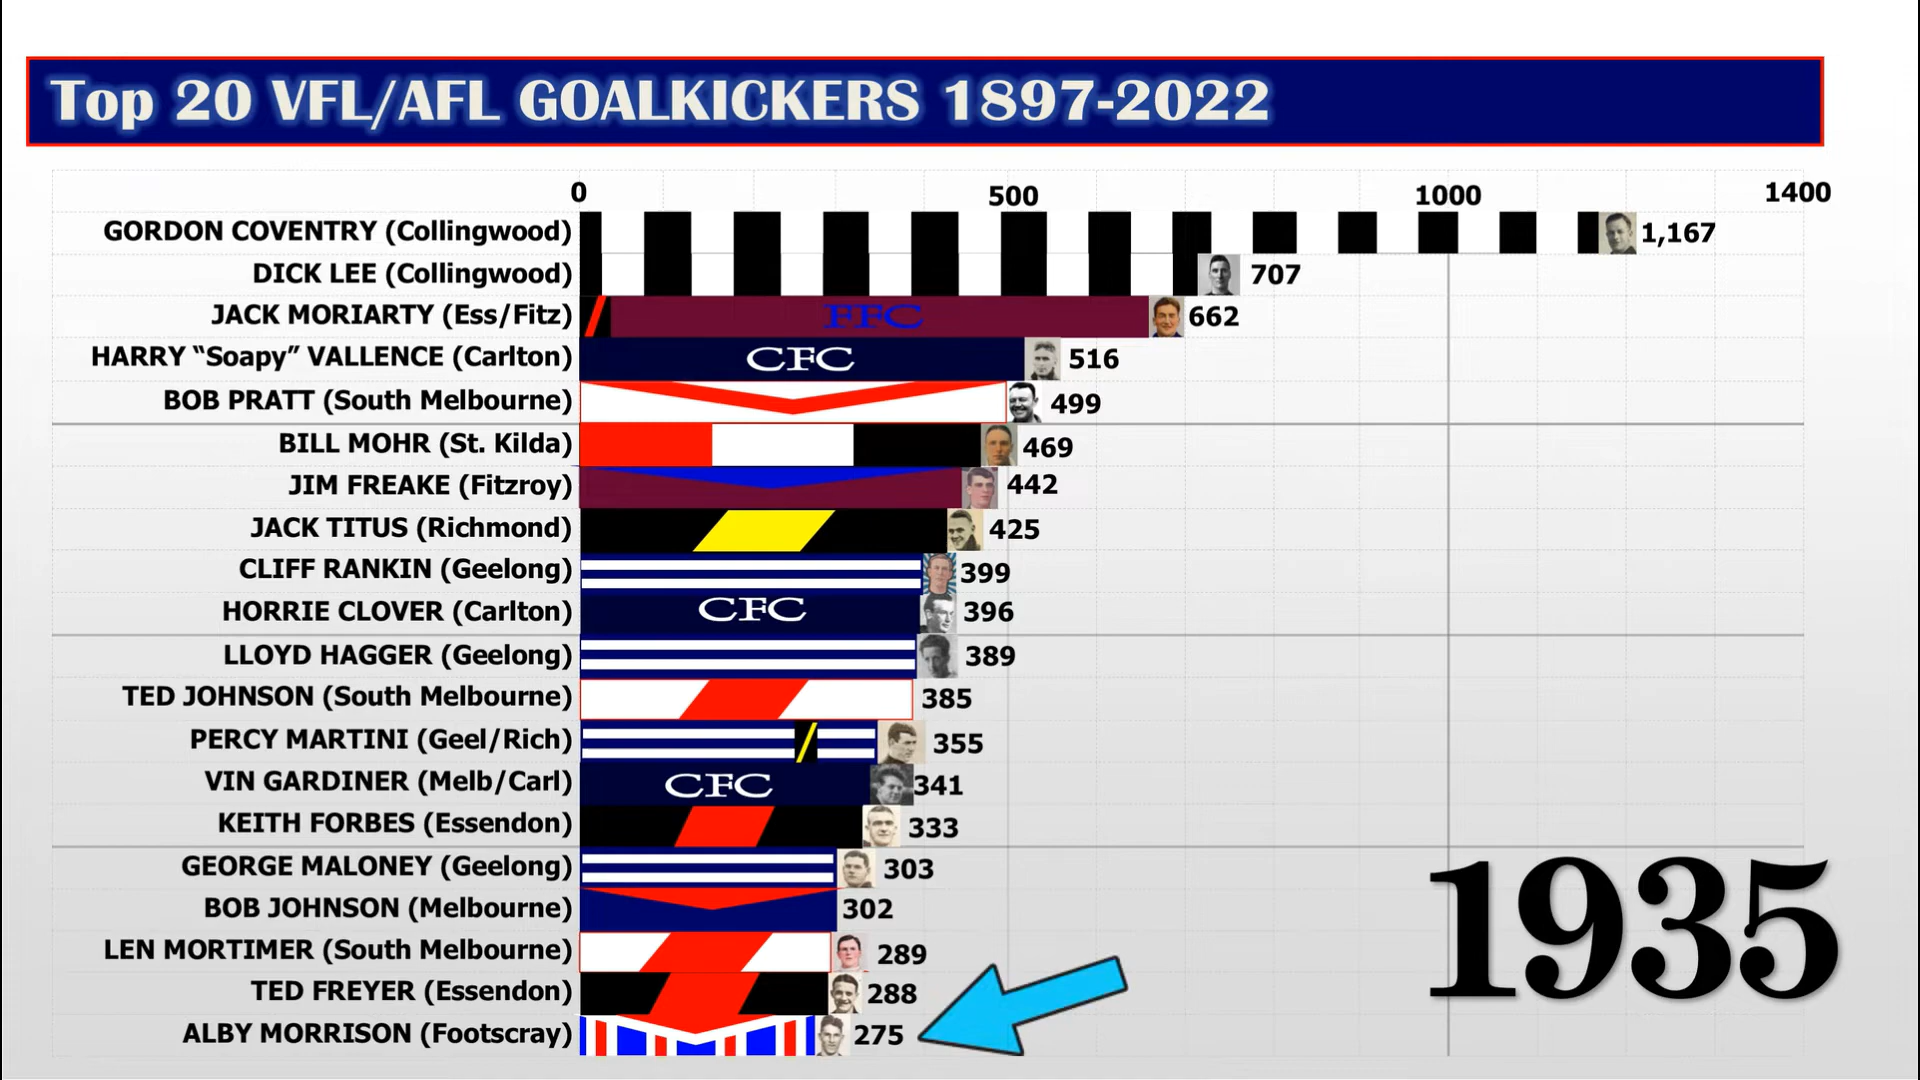 Top 20 VFL/AFL GOALKICKERS 1897-2022
0 500 1000 1400
GORDON COVENTRY (Collingwood) 1,167
DICK LEE (Collingwood) 707
JACK MORIARTY (Ess/Fitz) FFC 662
HARRY “Soapy” VALLENCE (Carlton) CFC 516
BOB PRATT (South Melbourne) 499
BILL MOHR (St. Kilda) 469
JIM FREAKE (Fitzroy) 442
JACK TITUS (Richmond) 425
CLIFF RANKIN (Geelong) 399
HORRIE CLOVER (Carlton) CFC 396
LLOYD HAGGER (Geelong) 389
TED JOHNSON (South Melbourne) 385
PERCY MARTINI (Geel/Rich) 355
VIN GARDINER (Melb/Carl) CFC 341
KEITH FORBES (Essendon) 333
GEORGE MALONEY (Geelong) 303
BOB JOHNSON (Melbourne) 302
LEN MORTIMER (South Melbourne) 289
TED FREYER (Essendon) 288
ALBY MORRISON (Footscray) 275
1935